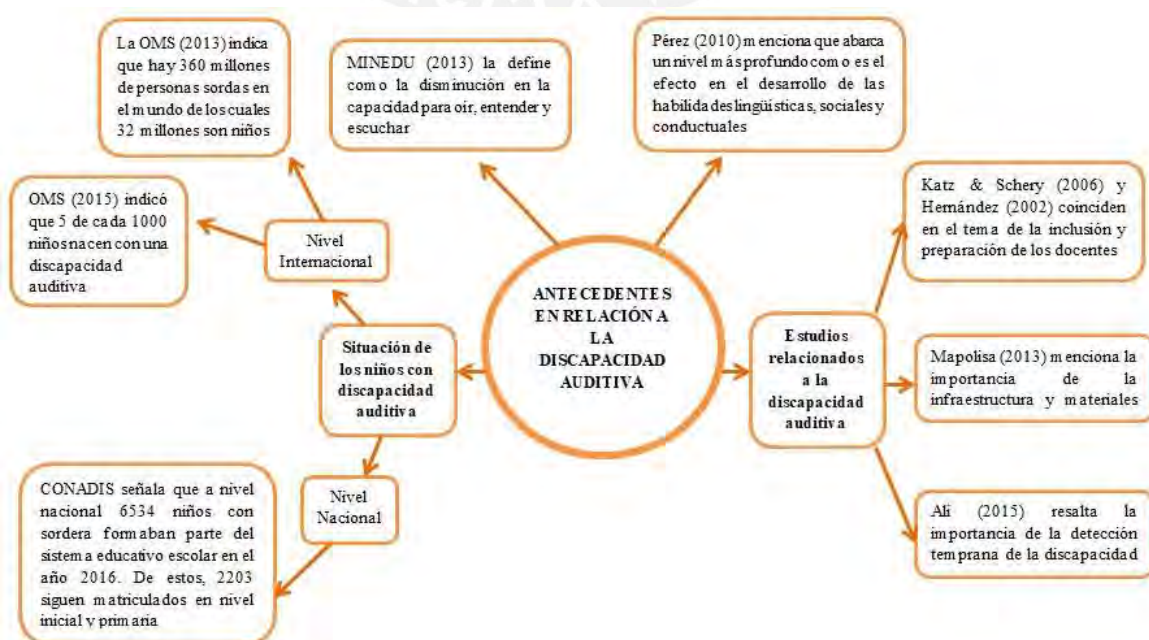 La OMS (2013) indica
que hay 360 millones
de personas sordas en
el mundo de los cuales
32 millones son niños
MINEDU (2013) la define
como la disminución en la
capacidad para oír, entender y
escuchar
Pérez (2010) menciona que abarca
un nivel más profundo como es el
efecto en el desarrollo de las
habilidades lingüísticas, sociales y
conductuales
OMS (2015) indicó
que 5 de cada 1000
niños nacen con una
discapacidad
auditiva
Nivel
Internacional
Katz & Schery (2006) y
Hernández (2002) coinciden
en el tema de la inclusión y
preparación de los docentes
ANTECEDENTES
EN RELACIÓN A
LA
DISCAPACIDAD
AUDITIVA
Situación de
los niños con
discapacidad
auditiva
Estudios
relacionados
a la
discapacidad
auditiva
Mapolisa (2013) menciona la
importancia de la
infraestructura y materiales
CONADIS señala que a nivel
nacional 6534 niños con
sordera formaban parte del
sistema educativo escolar en el
año 2016. De estos, 2203
siguen matriculados en nivel
inicial y primaria
Nivel
Nacional
Ali (2015) resalta la
importancia de la detección
temprana de la discapacidad